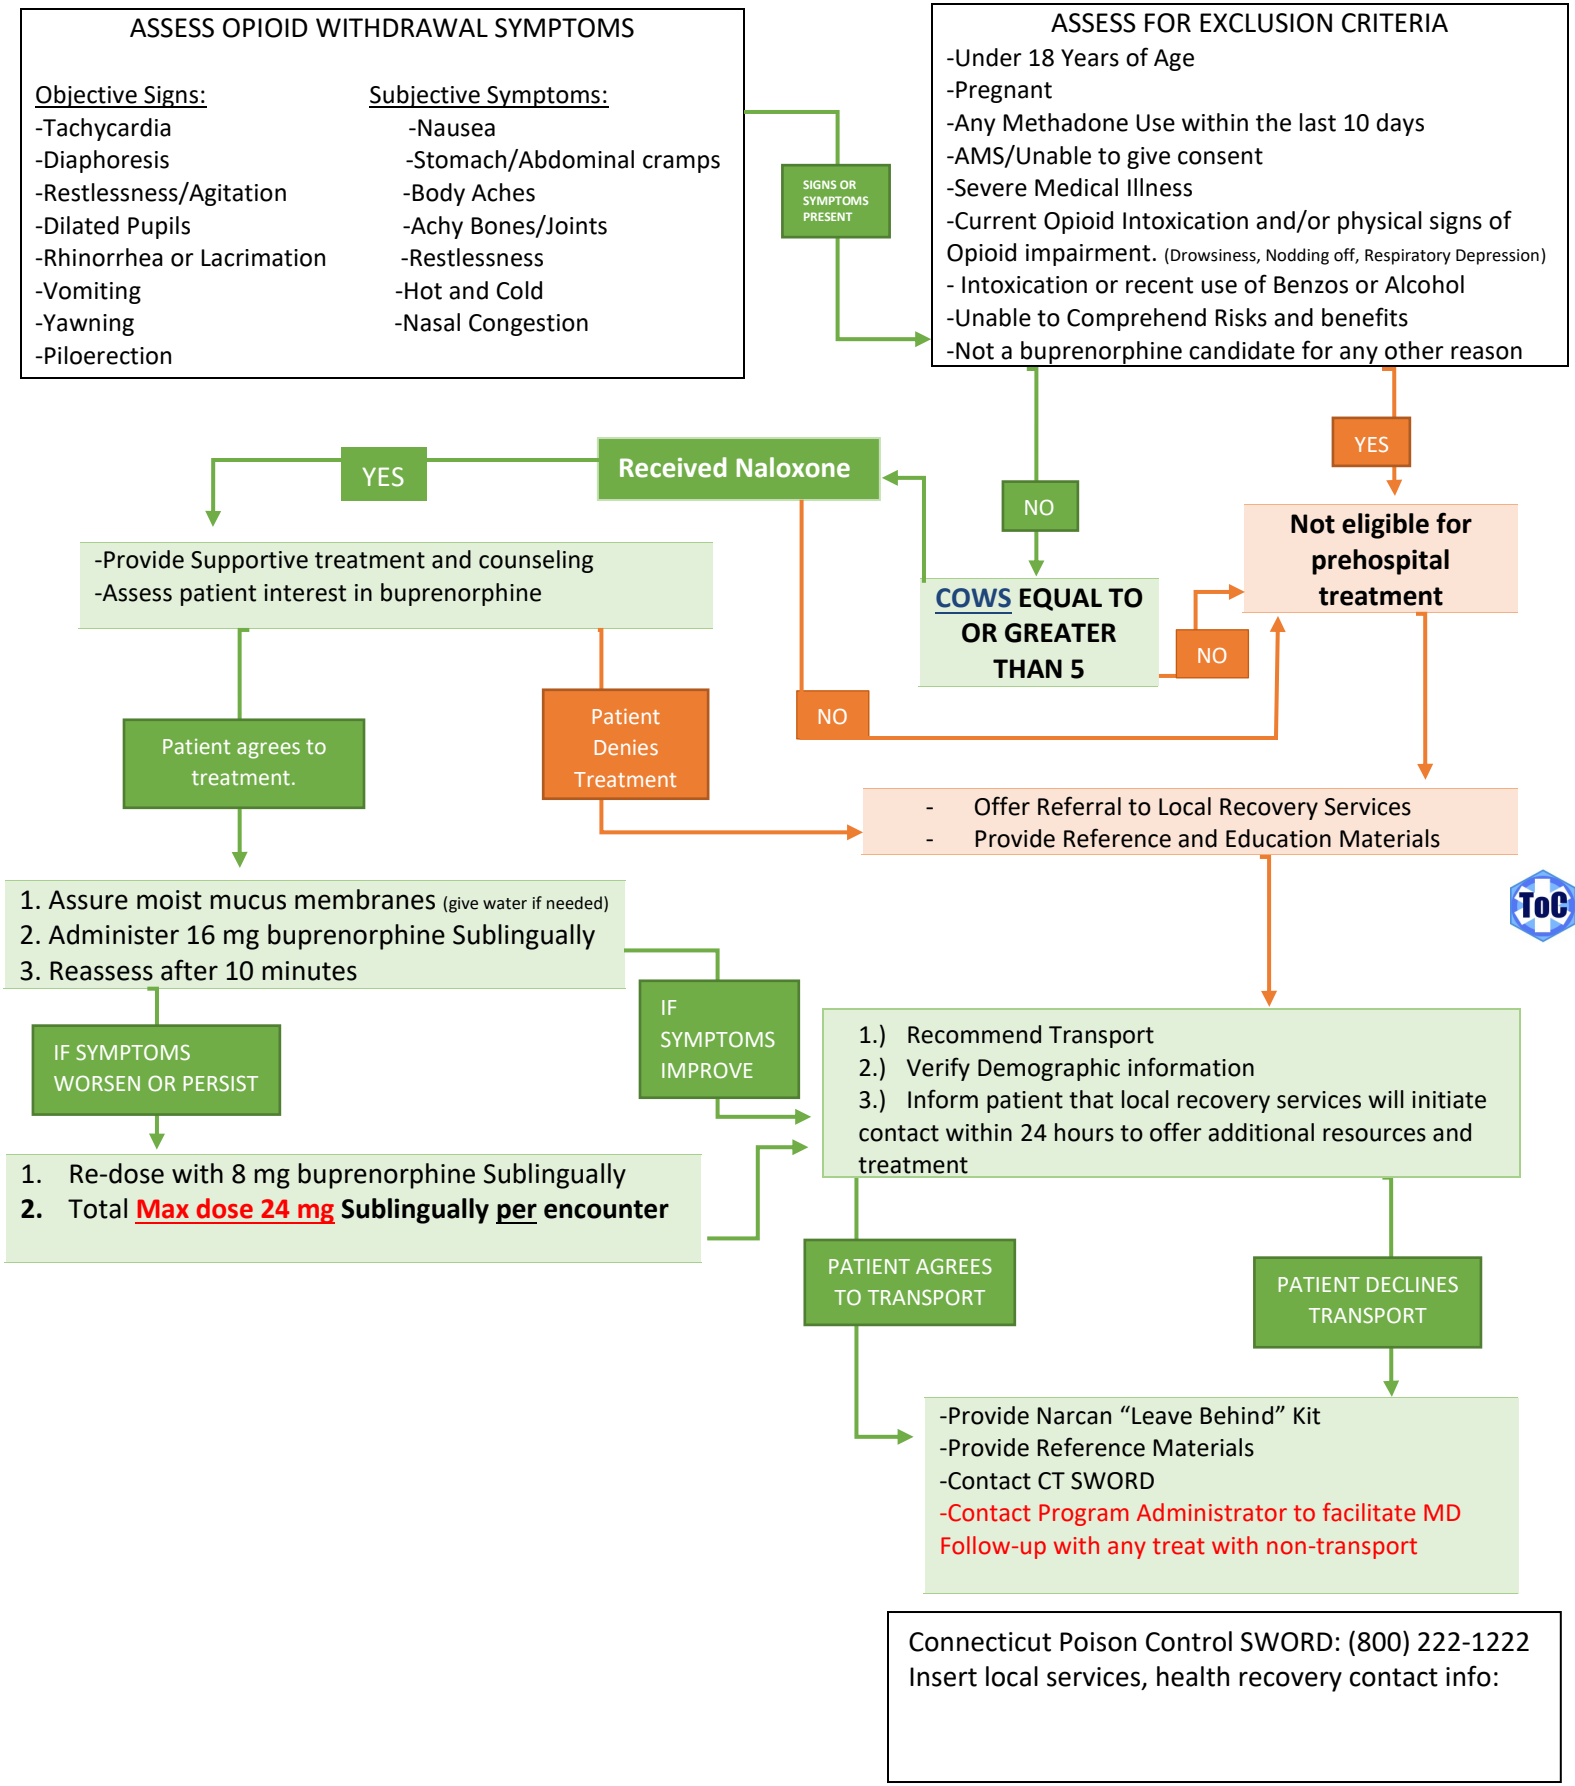 ASSESS OPIOID WITHDRAWAL SYMPTOMS
Objective Signs:
-Tachycardia
-Diaphoresis
-Restlessness/Agitation
-Dilated Pupils
-Rhinorrhea or Lacrimation
-Vomiting
-Yawning
-Piloerection
Subjective Symptoms:
-Nausea
-Stomach/Abdominal cramps
-Body Aches
-Achy Bones/Joints
-Restlessness
-Hot and Cold
-Nasal Congestion
SIGNS OR
SYMPTOMS
PRESENT
ASSESS FOR EXCLUSION CRITERIA
-Under 18 Years of Age
-Pregnant
-Any Methadone Use within the last 10 days
-AMS/Unable to give consent
-Severe Medical Illness
-Current Opioid Intoxication and/or physical signs of
Opioid impairment. (Drowsiness, Nodding off, Respiratory Depression)
- Intoxication or recent use of Benzos or Alcohol
-Unable to Comprehend Risks and benefits
-Not a buprenorphine candidate for any other reason
YES
NO
Not eligible for
prehospital
treatment
COWS EQUAL TO
OR GREATER
THAN 5
NO
Received Naloxone
YES
NO
-Provide Supportive treatment and counseling
-Assess patient interest in buprenorphine
Patient agrees to
treatment.
Patient
Denies
Treatment
- Offer Referral to Local Recovery Services
- Provide Reference and Education Materials
ToC
1. Assure moist mucus membranes (give water if needed)
2. Administer 16 mg buprenorphine Sublingually
3. Reassess after 10 minutes
IF SYMPTOMS
WORSEN OR PERSIST
IF
SYMPTOMS
IMPROVE
1. Re-dose with 8 mg buprenorphine Sublingually
2. Total Max dose 24 mg Sublingually per encounter
1.) Recommend Transport
2.) Verify Demographic information
3.) Inform patient that local recovery services will initiate
contact within 24 hours to offer additional resources and
treatment
PATIENT AGREES
TO TRANSPORT
PATIENT DECLINES
TRANSPORT
-Provide Narcan “Leave Behind” Kit
-Provide Reference Materials
-Contact CT SWORD
-Contact Program Administrator to facilitate MD
Follow-up with any treat with non-transport
Connecticut Poison Control SWORD: (800) 222-1222
Insert local services, health recovery contact info: